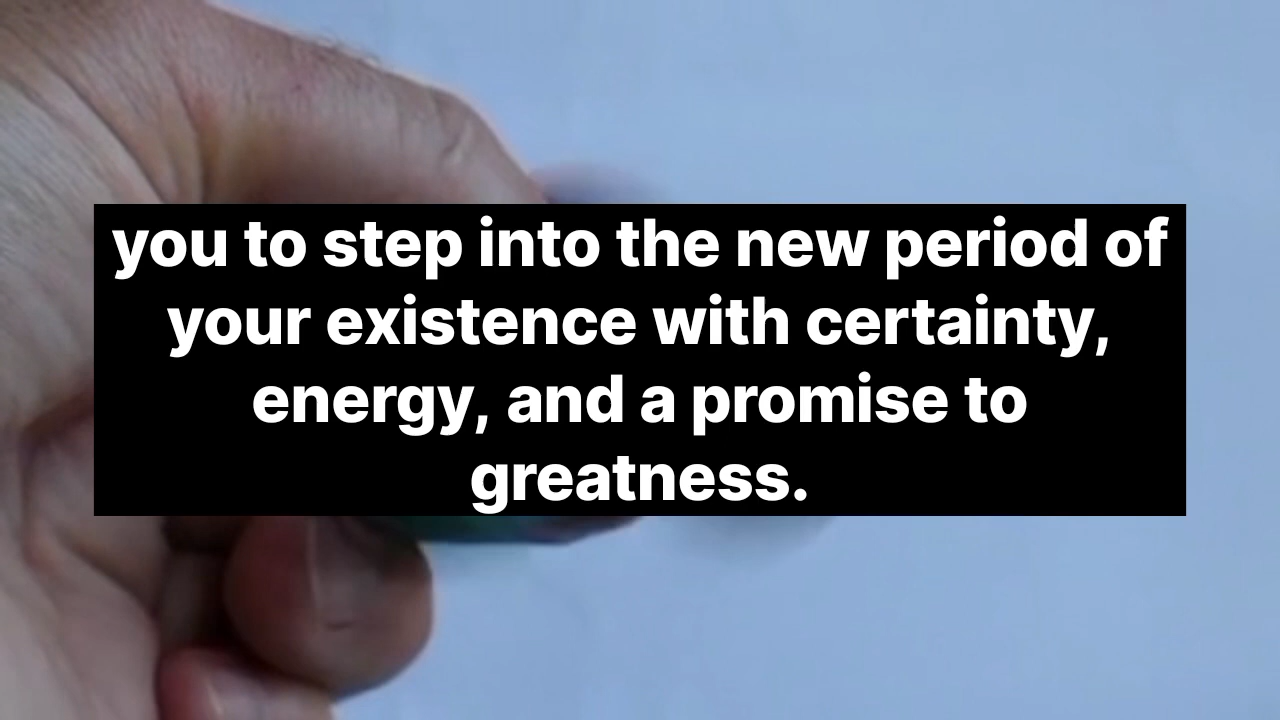 you to step into the new period of
your existence with certainty,
energy, and a promise to
greatness.